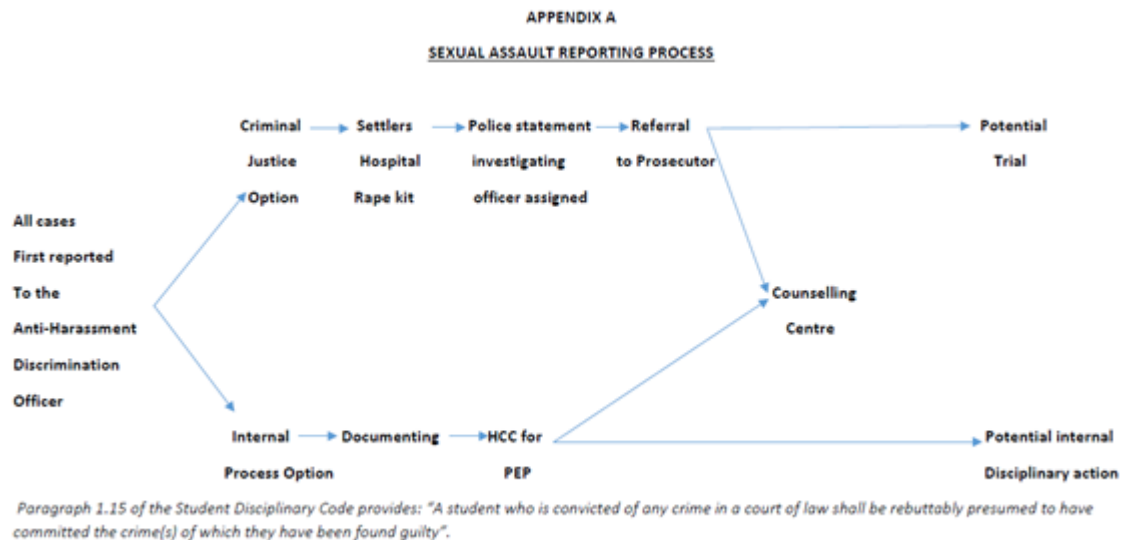 APPENDIX A
SEXUAL ASSAULT REPORTING PROCESS
Criminal
Justice
Option
Settlers
Hospital
Rape kit
Police statement
investigating
officer assigned
Referral
to Prosecutor
Potential
Trial
All cases
First reported
To the
Anti-Harassment
Discrimination
Officer
Counselling
Centre
Internal
Process Option
Documenting
HCC for
PEP
Potential internal
Disciplinary action
Paragraph 1.15 of the Student Disciplinary Code provides: "A student who is convicted of any crime in a court of law shall be rebuttably presumed to have
committed the crime(s) of which they have been found guilty".